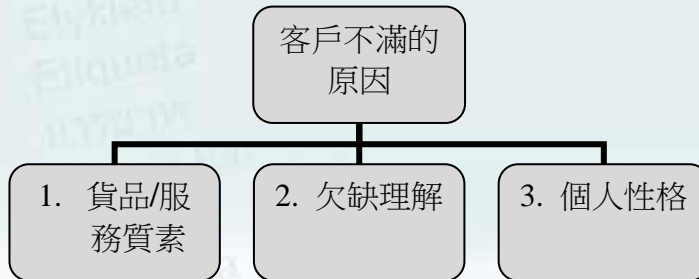 客戶不滿的
原因
1. 貨品/服
務質素
2. 欠缺理解
3. 個人性格